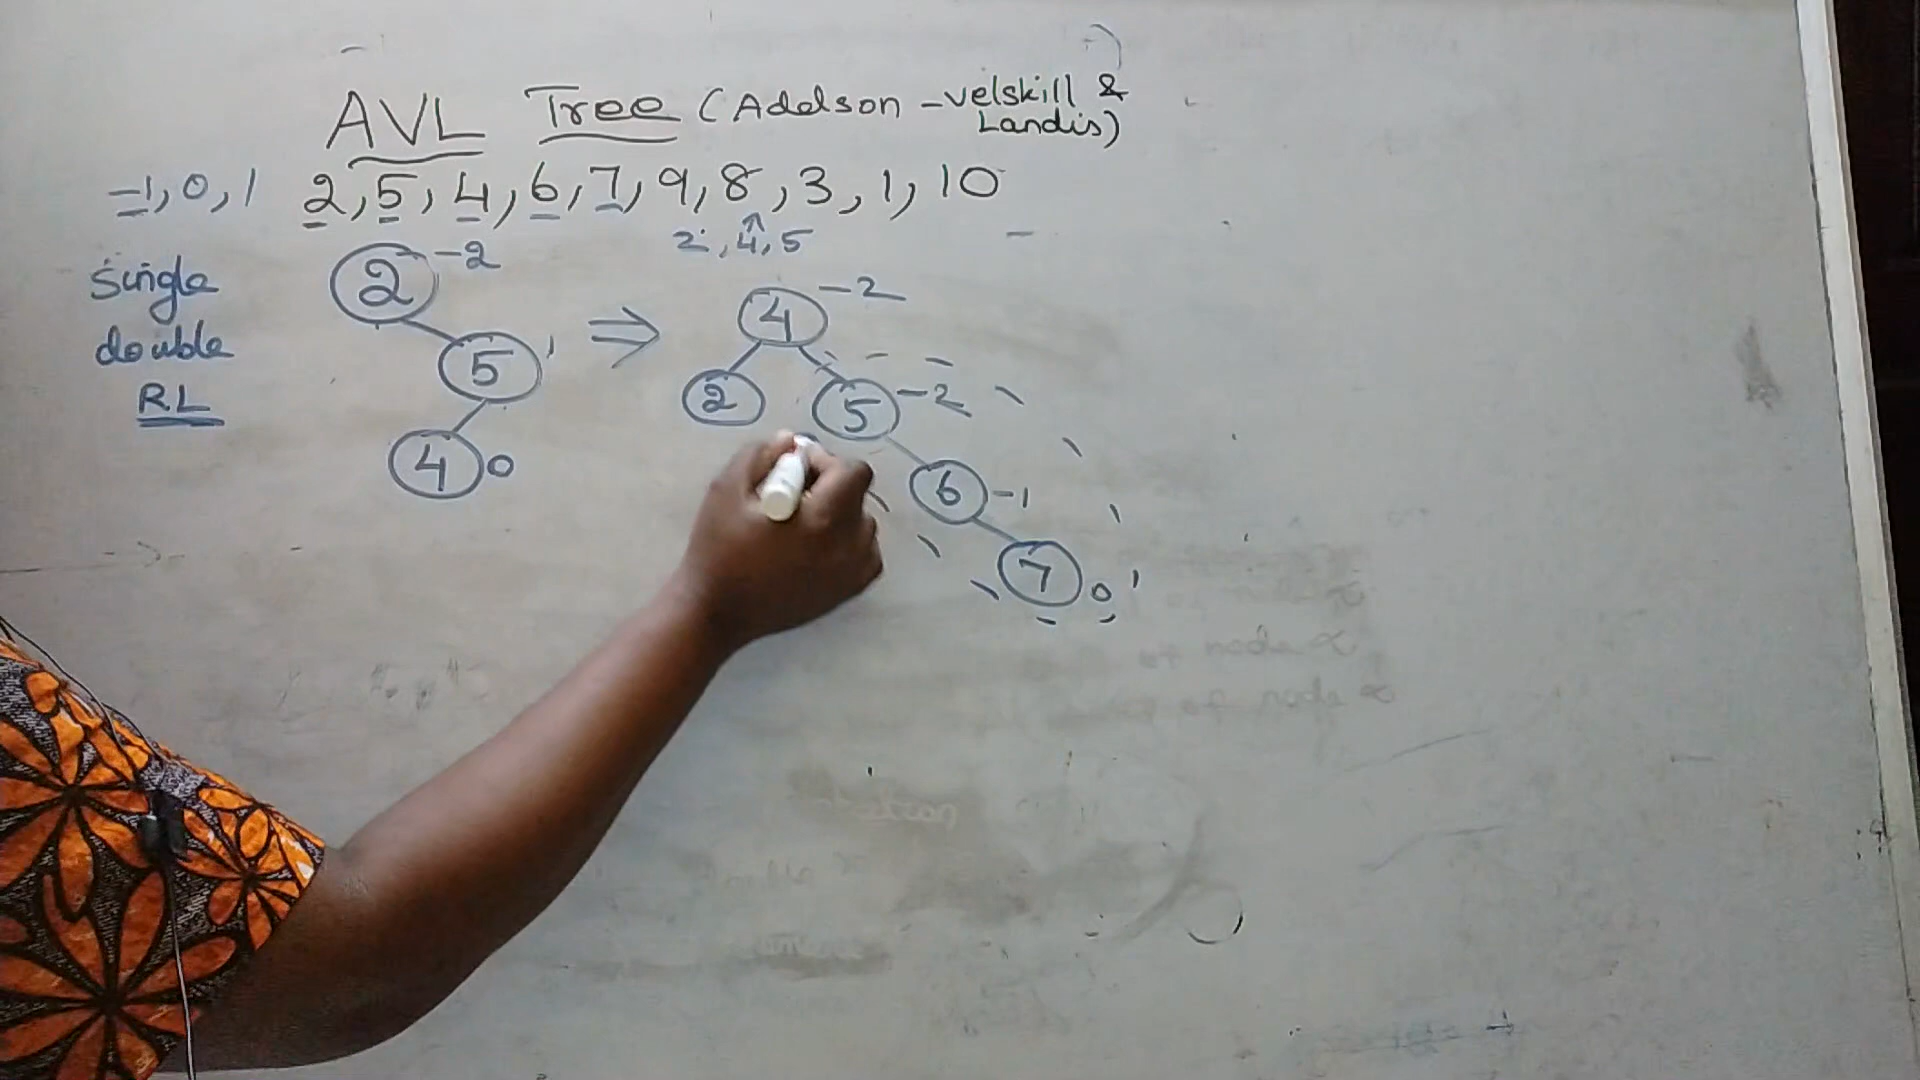 AVL Tree (Adelson - velskill &
Landis)
-1, 0, 1 2, 5, 4, 6, 7, 9, 8, 3, 1, 10
2, 4, 5
single
double
RL
2 -2
5 1
4 0
⇒
4 -2
2
5 -2
6 -1
7 0